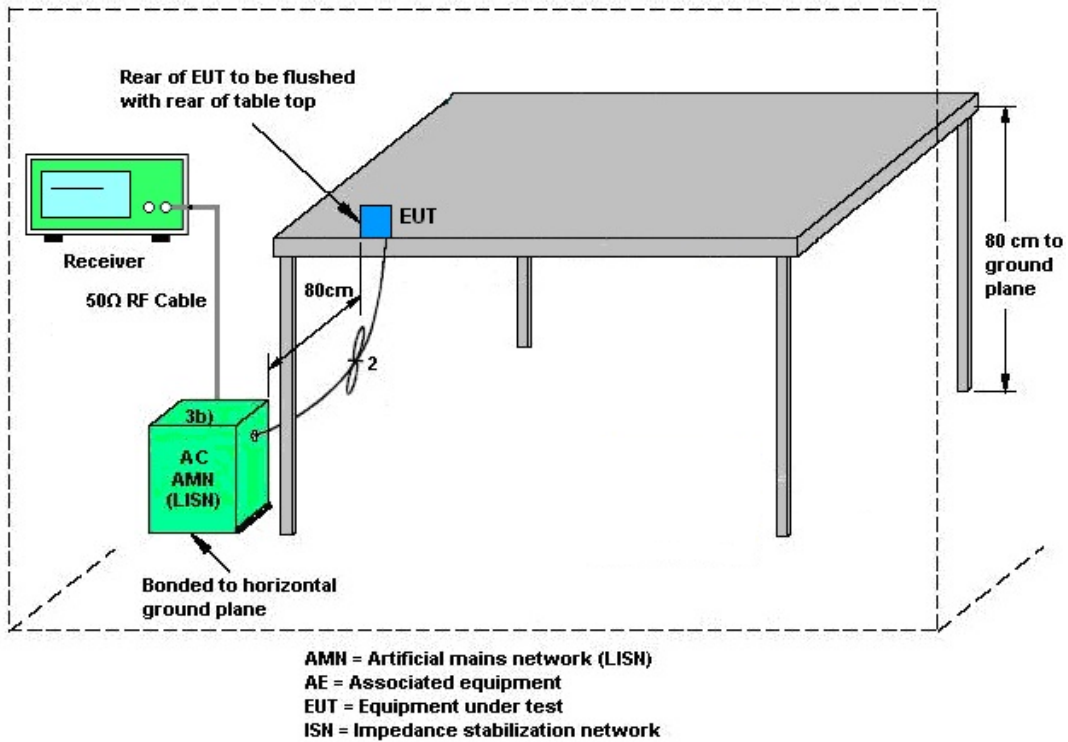 Rear of EUT to be flushed
with rear of table top
EUT
Receiver
80 cm to
ground
plane
80cm
50Ω RF Cable
2
3b)
AC
AMN
(LISN)
Bonded to horizontal
ground plane
AMN = Artificial mains network (LISN)
AE = Associated equipment
EUT = Equipment under test
ISN = Impedance stabilization network